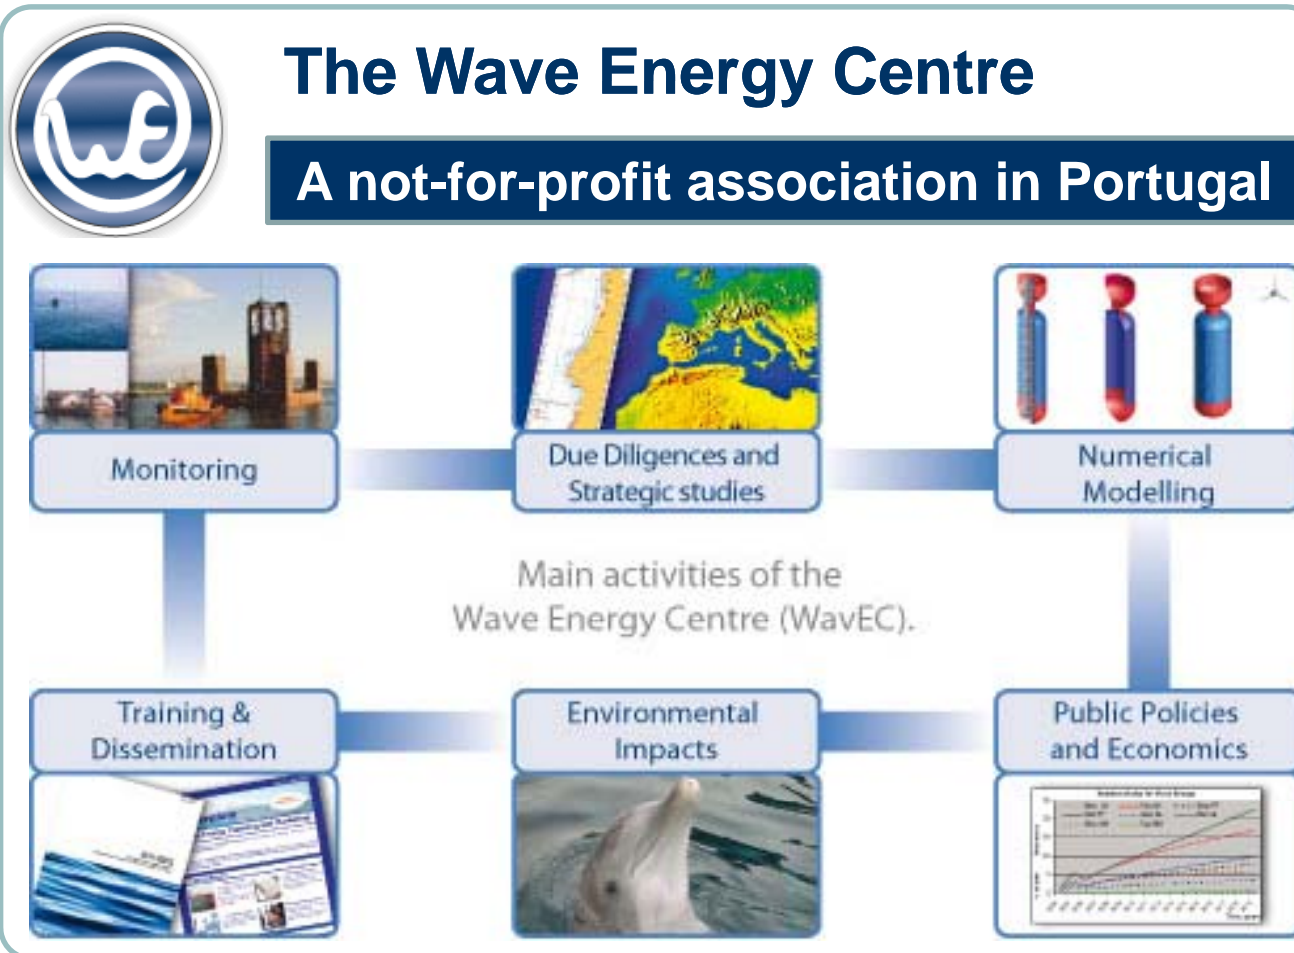 The Wave Energy Centre
A not-for-profit association in Portugal
Monitoring
Due Diligences and
Strategic studies
Numerical
Modelling
Main activities of the
Wave Energy Centre (WavEC).
Training &
Dissemination
Environmental
Impacts
Public Policies
and Economics